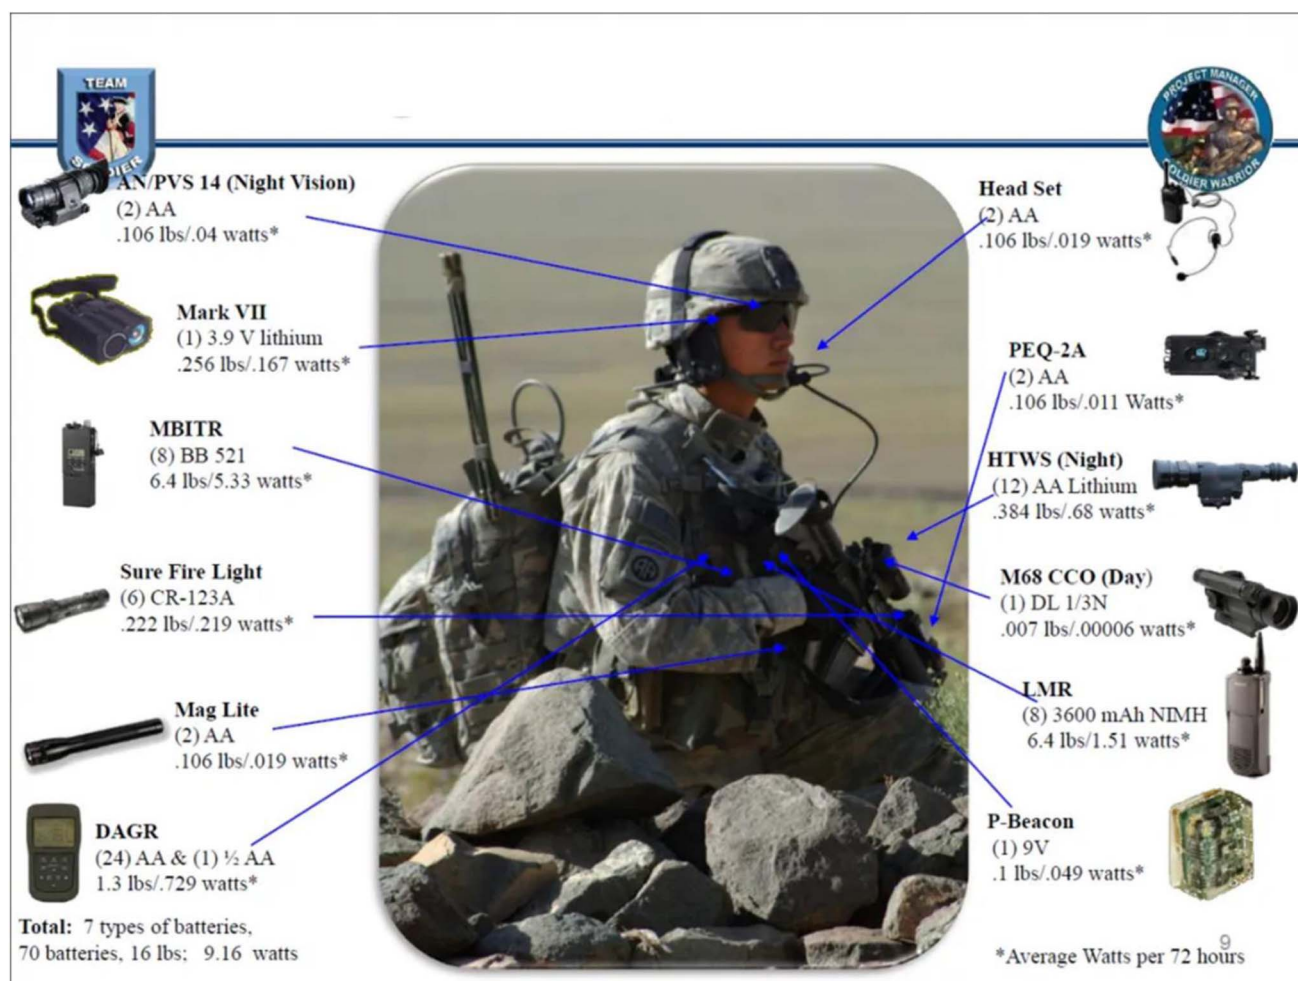 TEAM
SOLDIER
PROJECT MANAGER
SOLDIER WARRIOR
AN/PVS 14 (Night Vision)
(2) AA
.106 lbs/.04 watts*
Mark VII
(1) 3.9 V lithium
.256 lbs/.167 watts*
MBITR
(8) BB 521
6.4 lbs/5.33 watts*
Sure Fire Light
(6) CR-123A
.222 lbs/.219 watts*
Mag Lite
(2) AA
.106 lbs/.019 watts*
DAGR
(24) AA & (1) ½ AA
1.3 lbs/.729 watts*
Total: 7 types of batteries,
70 batteries, 16 lbs; 9.16 watts
Head Set
(2) AA
.106 lbs/.019 watts*
PEQ-2A
(2) AA
.106 lbs/.011 Watts*
HTWS (Night)
(12) AA Lithium
.384 lbs/.68 watts*
M68 CCO (Day)
(1) DL 1/3N
.007 lbs/.00006 watts*
LMR
(8) 3600 mAh NIMH
6.4 lbs/1.51 watts*
P-Beacon
(1) 9V
.1 lbs/.049 watts*
9
*Average Watts per 72 hours